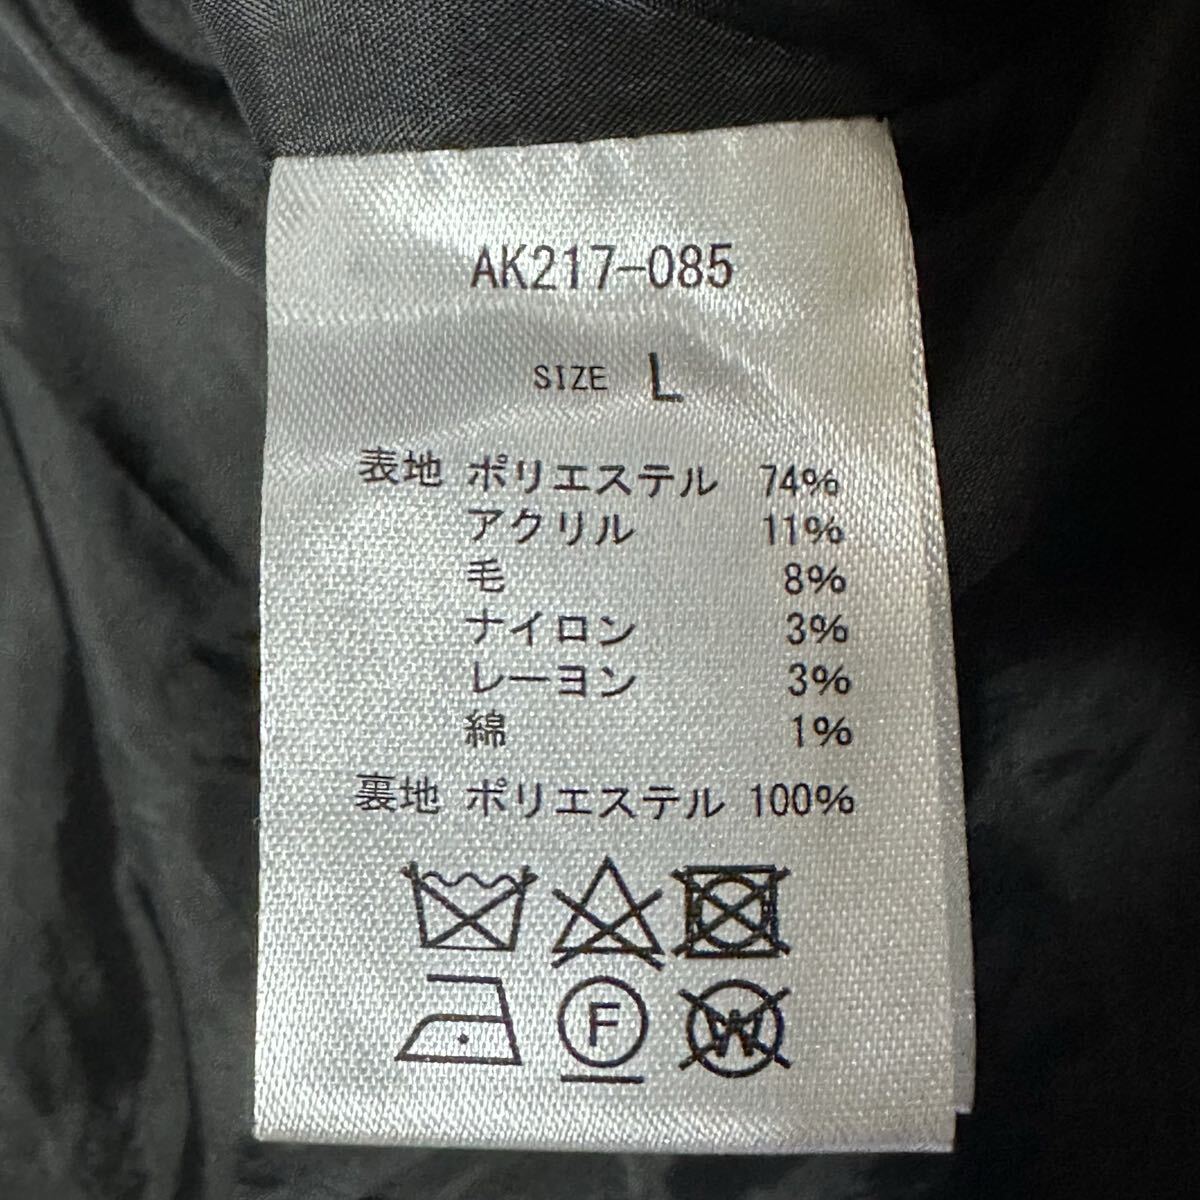 AK217-085
SIZE L
表地 ポリエステル 74%
アクリル 11%
毛 8%
ナイロン 3%
レーヨン 3%
綿 1%
裏地 ポリエステル 100%
F W